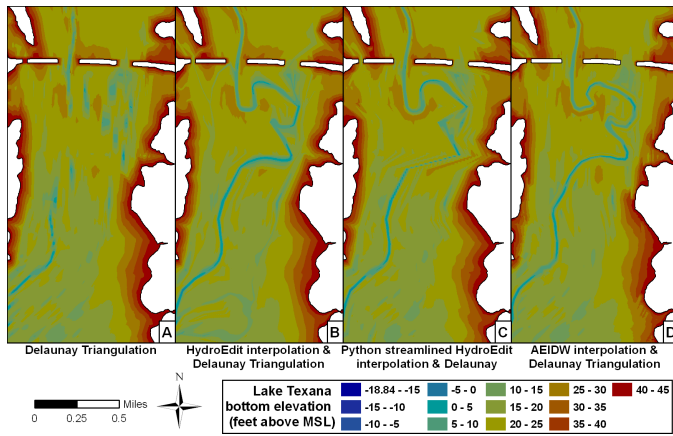 A
B
C
D
Delaunay Triangulation
HydroEdit interpolation &
Delaunay Triangulation
Python streamlined HydroEdit
interpolation & Delaunay
AEIDW interpolation &
Delaunay Triangulation
N
Miles
0 0.25 0.5
Lake Texana
bottom elevation
(feet above MSL)
-18.84 - -15
-15 - -10
-10 - -5
-5 - 0
0 - 5
5 - 10
10 - 15
15 - 20
20 - 25
25 - 30
30 - 35
35 - 40
40 - 45